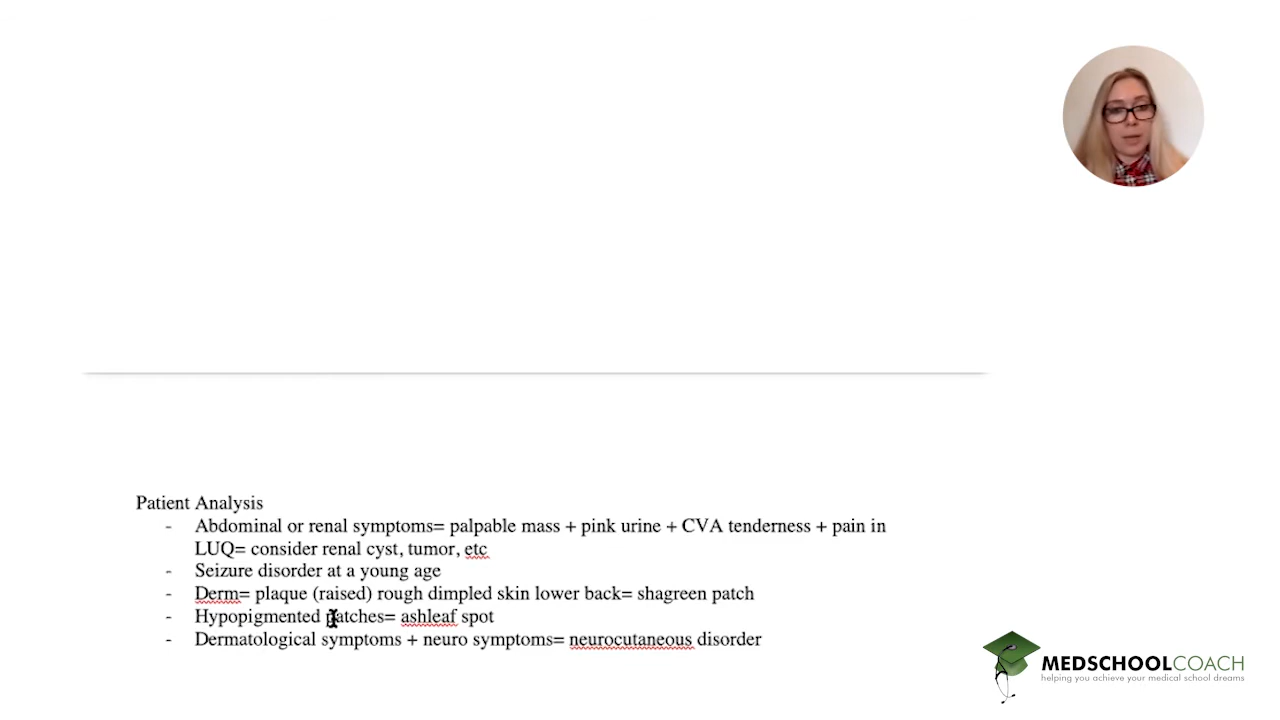 Patient Analysis
- Abdominal or renal symptoms= palpable mass + pink urine + CVA tenderness + pain in
LUQ= consider renal cyst, tumor, etc
- Seizure disorder at a young age
- Derm= plaque (raised) rough dimpled skin lower back= shagreen patch
- Hypopigmented patches= ashleaf spot
- Dermatological symptoms + neuro symptoms= neurocutaneous disorder
MEDSCHOOLCOACH
helping you achieve your medical school dreams